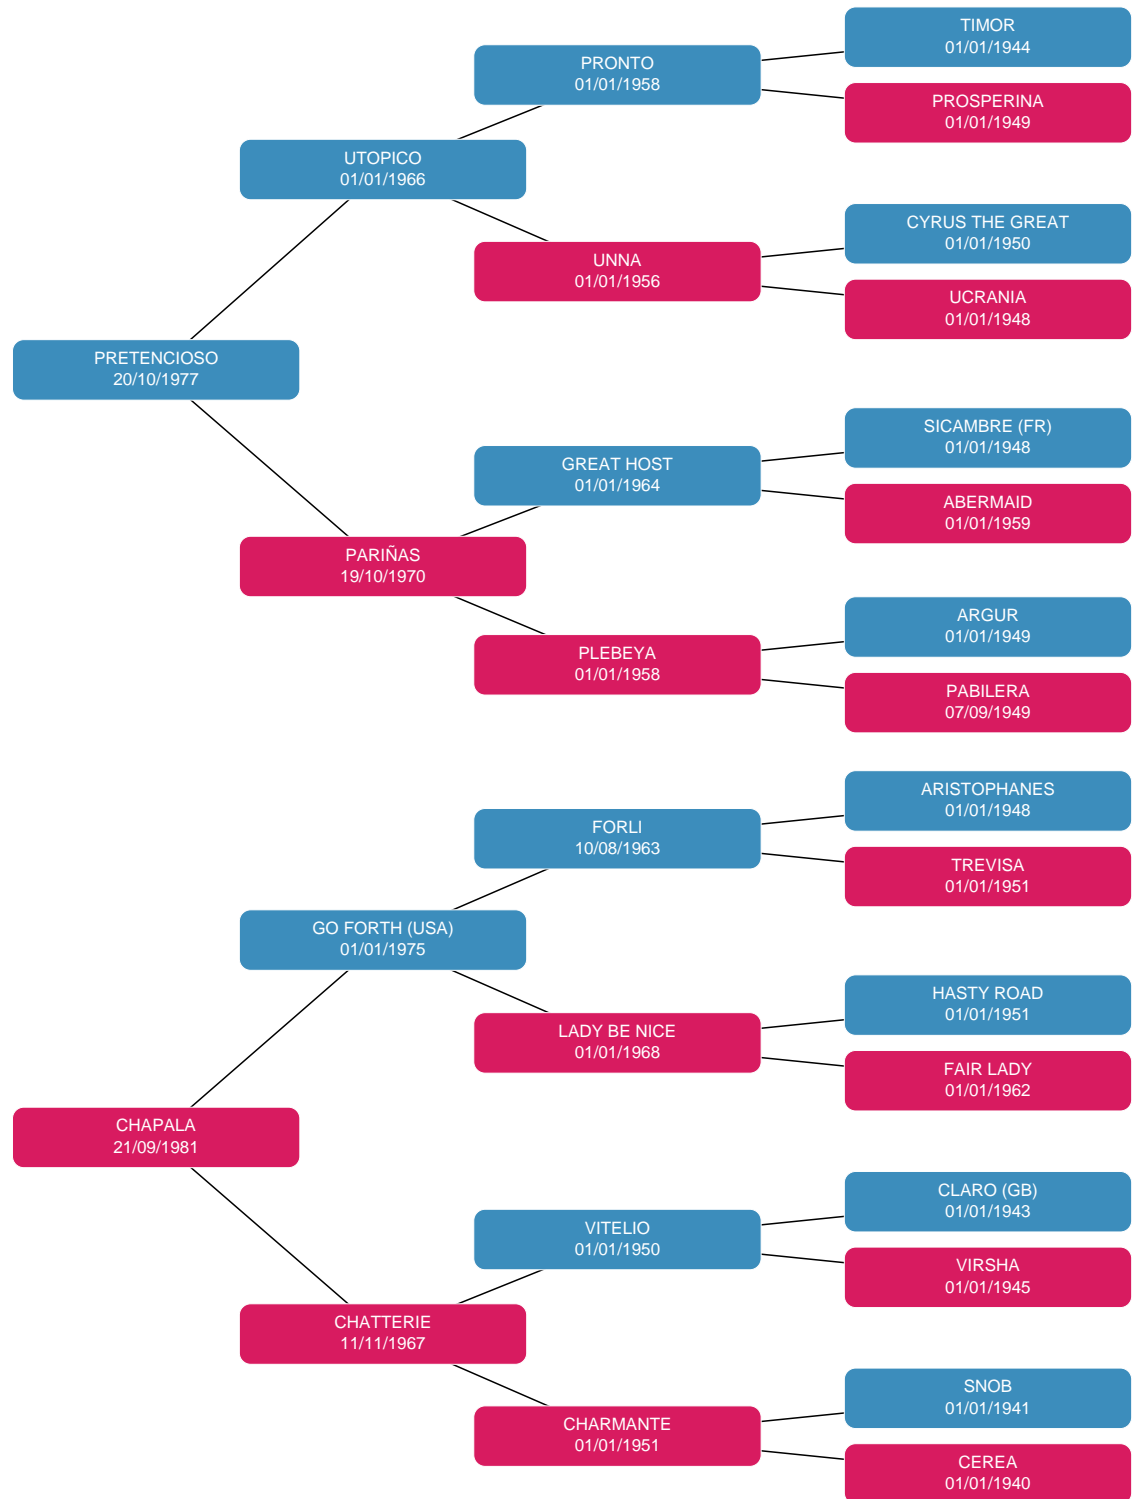 TIMOR
01/01/1944
PRONTO
01/01/1958
PROSPERINA
01/01/1949
UTOPICO
01/01/1966
CYRUS THE GREAT
01/01/1950
UNNA
01/01/1956
UCRANIA
01/01/1948
PRETENCIOSO
20/10/1977
SICAMBRE (FR)
01/01/1948
GREAT HOST
01/01/1964
ABERMAID
01/01/1959
PARIÑAS
19/10/1970
ARGUR
01/01/1949
PLEBEYA
01/01/1958
PABILERA
07/09/1949
ARISTOPHANES
01/01/1948
FORLI
10/08/1963
TREVISA
01/01/1951
GO FORTH (USA)
01/01/1975
HASTY ROAD
01/01/1951
LADY BE NICE
01/01/1968
FAIR LADY
01/01/1962
CHAPALA
21/09/1981
CLARO (GB)
01/01/1943
VITELIO
01/01/1950
VIRSHA
01/01/1945
CHATTERIE
11/11/1967
SNOB
01/01/1941
CHARMANTE
01/01/1951
CEREA
01/01/1940